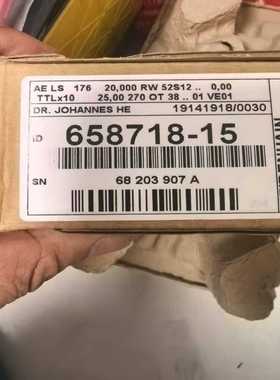 AE LS 176 20,000 RW 52S12 .. 0,00
TTLx10 25,00 270 OT 38 .. 01 VE01
DR. JOHANNES HE 19141918/0030
ID 658718-15
SN 68 203 907 A